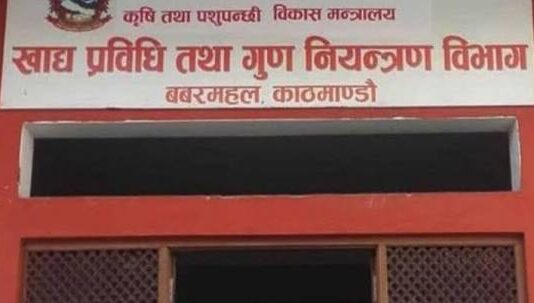 कृषि तथा पशुपन्छी विकास मन्त्रालय
खाद्य प्रविधि तथा गुण नियन्त्रण विभाग
बबरमहल, काठमाण्डौ